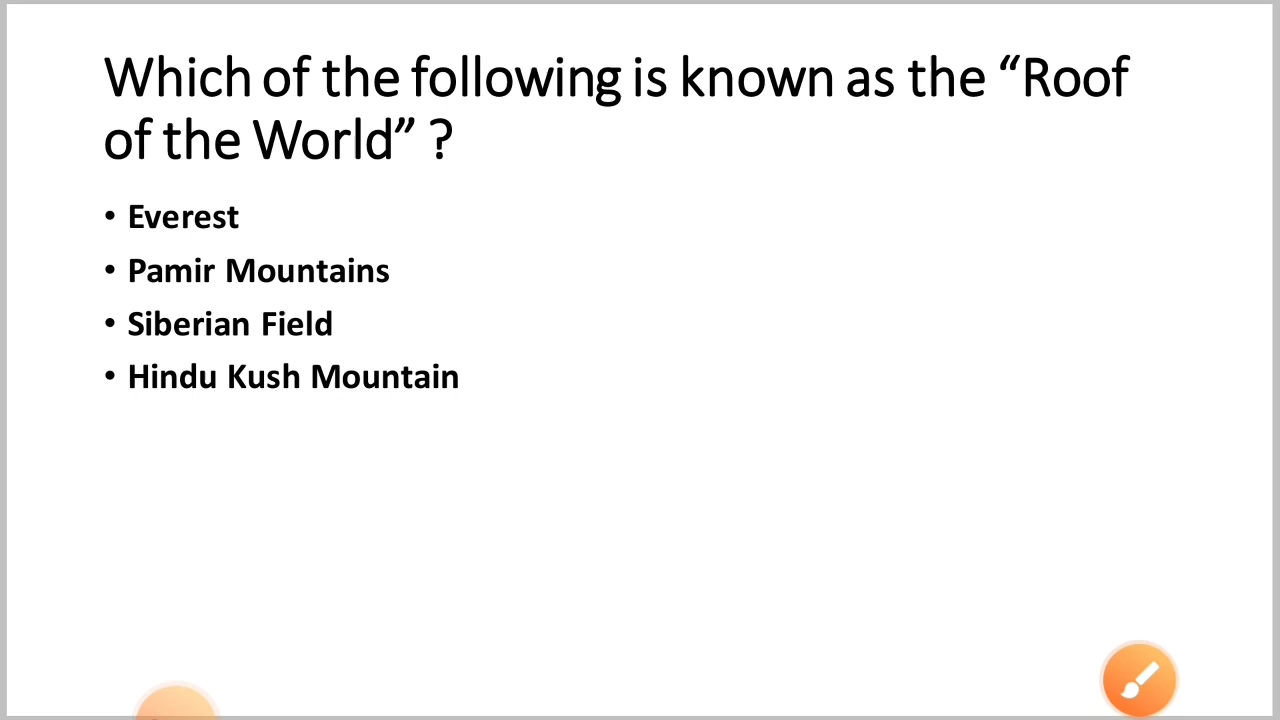 Which of the following is known as the “Roof
of the World” ?
• Everest
• Pamir Mountains
• Siberian Field
• Hindu Kush Mountain